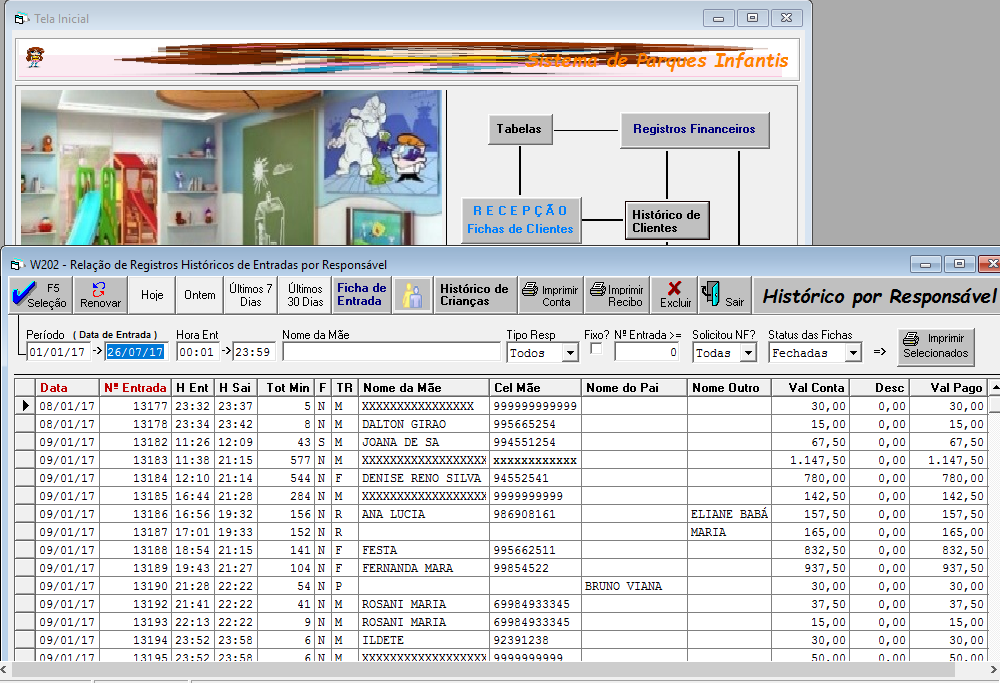 Tela Inicial
Sistema de Parques Infantis
Tabelas
Registros Financeiros
RECEPÇÃO
Fichas de Clientes
Histórico de
Clientes
W202 - Relação de Registros Históricos de Entradas por Responsável
F5
Seleção
Renovar
Hoje
Ontem
Últimos 7
Dias
Últimos
30 Dias
Ficha de
Entrada
Histórico de
Crianças
Imprimir
Conta
Imprimir
Recibo
Excluir
Sair
Histórico por Responsável
Período ( Data de Entrada ) Hora Ent Nome da Mãe Tipo Resp Fixo? Nº Entrada >= Solicitou NF? Status das Fichas
01/01/17 -> 26/07/17 00:01 -> 23:59 Todos 0 Todas Fechadas => Imprimir
Selecionados
Data Nº Entrada H Ent H Sai Tot Min F TR Nome da Mãe Cel Mãe Nome do Pai Nome Outro Val Conta Desc Val Pago
08/01/17 13177 23:32 23:37 5 N M XXXXXXXXXXXXXXXX 999999999999 30,00 0,00 30,00
08/01/17 13178 23:34 23:42 8 N M DALTON GIRAO 995665254 15,00 0,00 15,00
09/01/17 13182 11:26 12:09 43 S M JOANA DE SA 994551254 67,50 0,00 67,50
09/01/17 13183 11:38 21:15 577 N M XXXXXXXXXXXXXXXXXX xxxxxxxxxxxx 1.147,50 0,00 1.147,50
09/01/17 13184 12:10 21:14 544 N F DENISE RENO SILVA 94552541 780,00 0,00 780,00
09/01/17 13185 16:44 21:28 284 N M XXXXXXXXXXXXXXXXXX 9999999999 142,50 0,00 142,50
09/01/17 13186 16:56 19:32 156 N R ANA LUCIA 986908161 ELIANE BABÁ 157,50 0,00 157,50
09/01/17 13187 17:01 19:33 152 N R MARIA 165,00 0,00 165,00
09/01/17 13188 18:54 21:15 141 N F FESTA 995662511 832,50 0,00 832,50
09/01/17 13189 19:43 21:27 104 N F FERNANDA MARA 99854522 937,50 0,00 937,50
09/01/17 13190 21:28 22:22 54 N P BRUNO VIANA 30,00 0,00 30,00
09/01/17 13192 21:41 22:22 41 N M ROSANI MARIA 69984933345 37,50 0,00 37,50
09/01/17 13193 22:13 22:22 9 N M ROSANI MARIA 69984933345 15,00 0,00 15,00
09/01/17 13194 23:52 23:58 6 N M ILDETE 92391238 30,00 0,00 30,00
09/01/17 13195 23:52 23:58 6 N M XXXXXXXXXXXXXXXXXX 9999999999 50,00 0,00 50,00